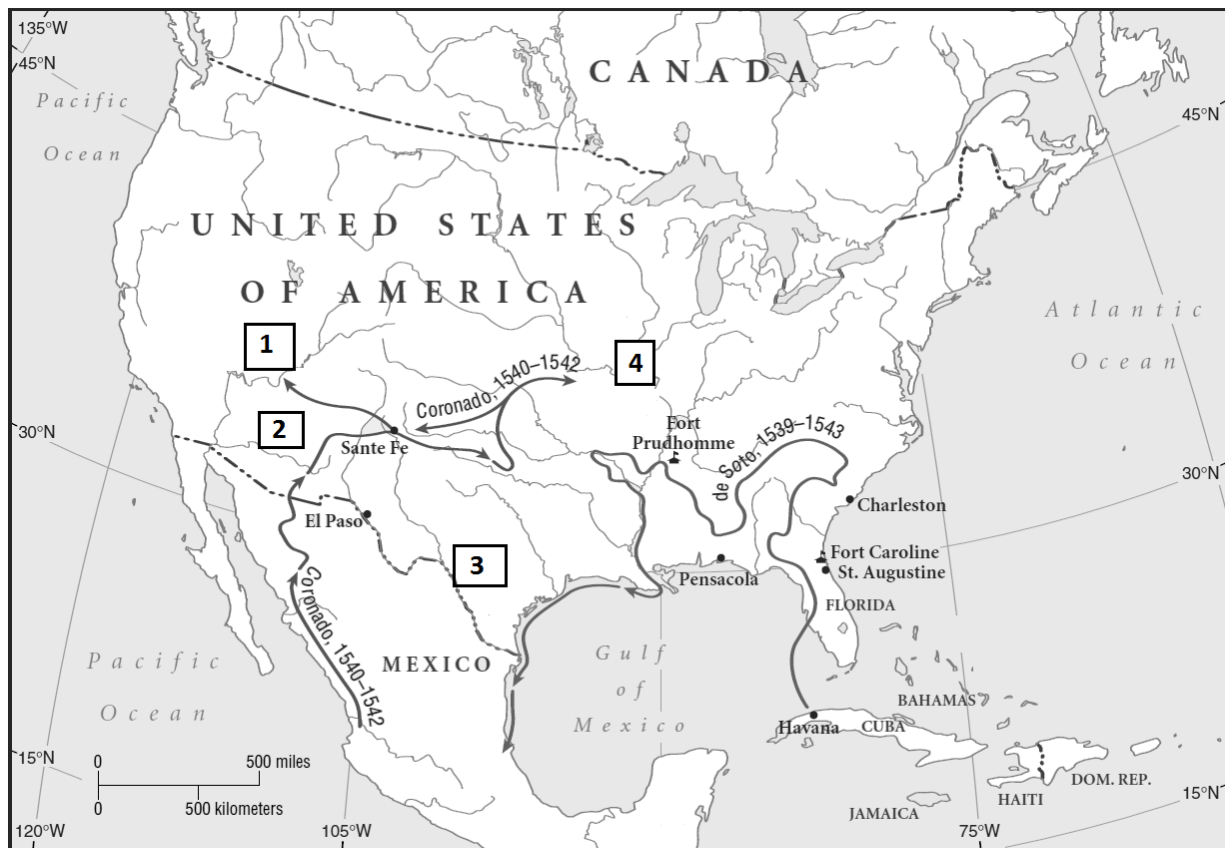 135°W
45°N
Pacific
Ocean
CANADA
45°N
UNITED STATES
OF AMERICA
Atlantic
Ocean
1
4
Coronado, 1540–1542
2
Sante Fe
Fort
Prudhomme
de Soto, 1539–1543
30°N
30°N
Charleston
El Paso
3
Fort Caroline
St. Augustine
Pensacola
FLORIDA
Coronado, 1540–1542
Pacific
Ocean
MEXICO
Gulf
of
Mexico
BAHAMAS
Havana
CUBA
15°N
0
500 miles
0
500 kilometers
DOM. REP.
HAITI
JAMAICA
15°N
120°W
105°W
75°W